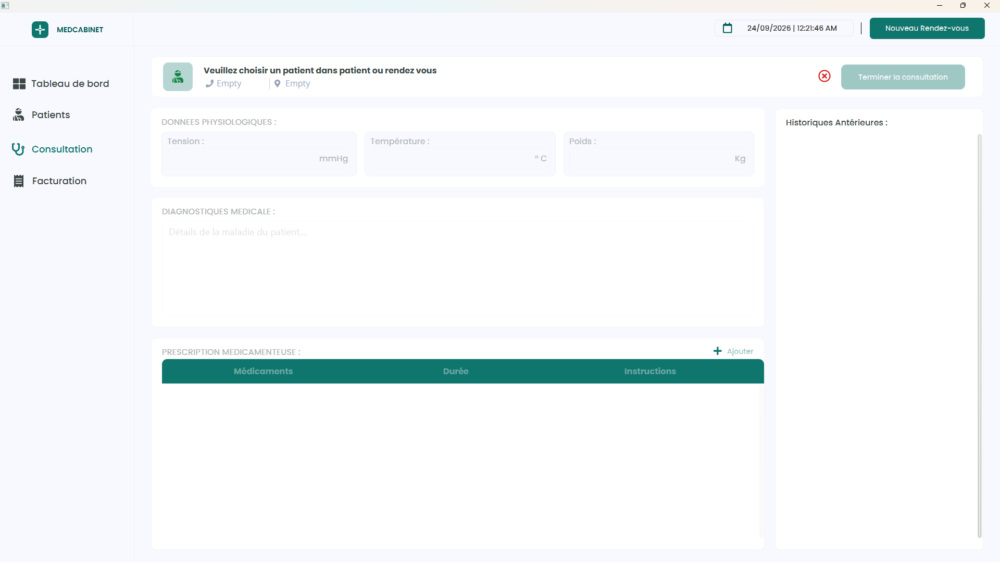 MEDCABINET
24/09/2026 | 12:21:46 AM
Nouveau Rendez-vous
Tableau de bord
Patients
Consultation
Facturation
Veuillez choisir un patient dans patient ou rendez vous
Empty
Empty
Terminer la consultation
DONNEES PHYSIOLOGIQUES :
Tension :
mmHg
Température :
° C
Poids :
Kg
DIAGNOSTIQUES MEDICALE :
Détails de la maladie du patient....
PRESCRIPTION MEDICAMENTEUSE :
Ajouter
Médicaments
Durée
Instructions
Historiques Antérieures :